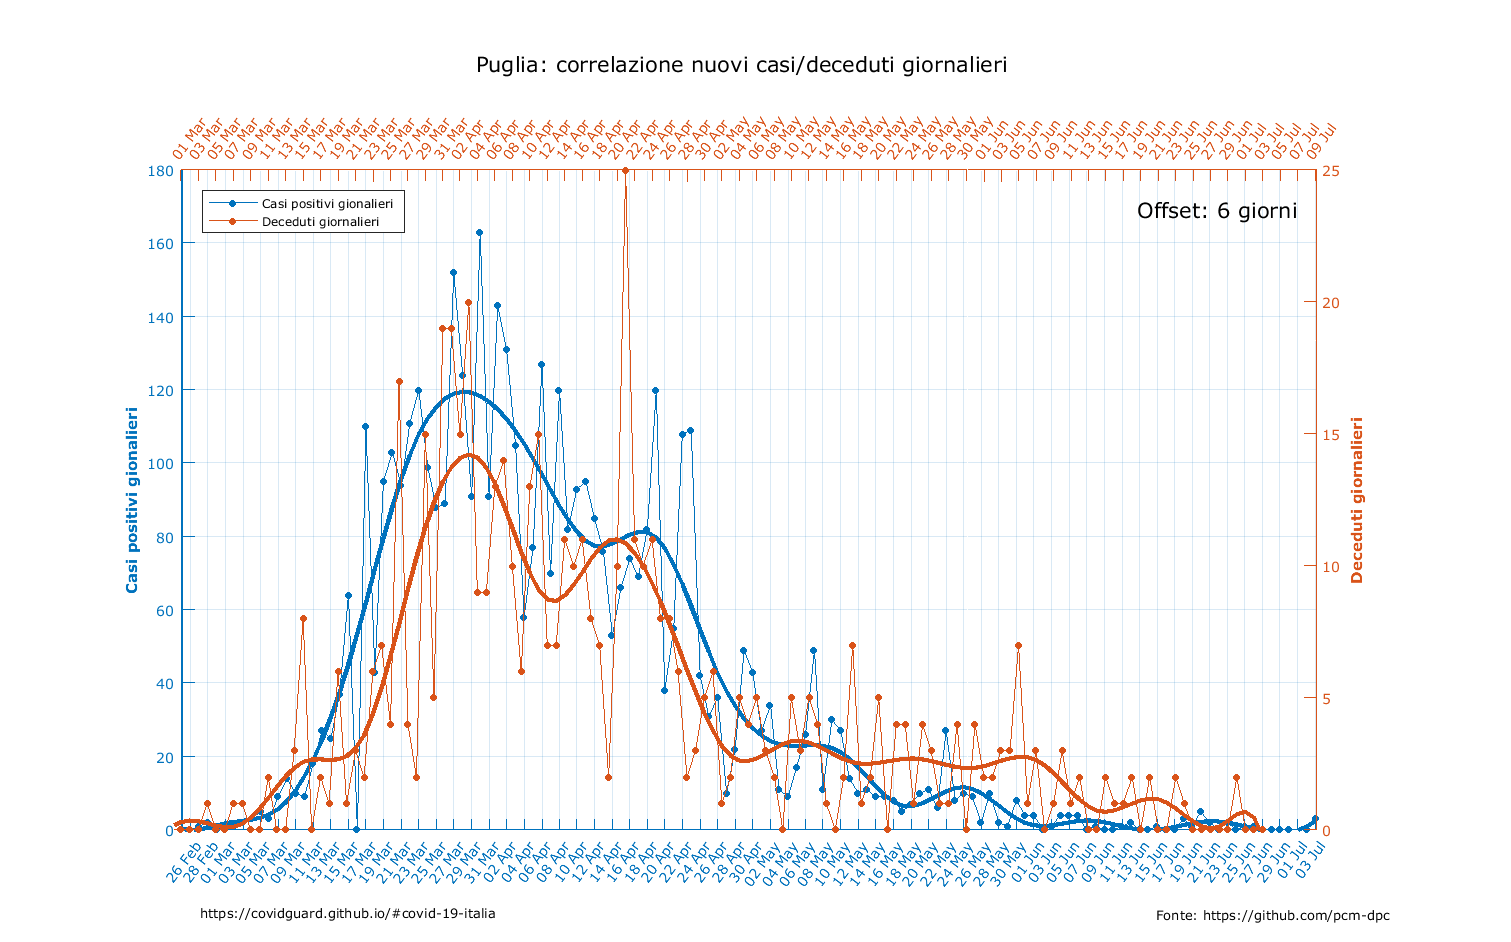 Puglia: correlazione nuovi casi/deceduti giornalieri
01 Mar
03 Mar
05 Mar
07 Mar
09 Mar
11 Mar
13 Mar
15 Mar
17 Mar
19 Mar
21 Mar
23 Mar
25 Mar
27 Mar
29 Mar
31 Mar
02 Apr
04 Apr
06 Apr
08 Apr
10 Apr
12 Apr
14 Apr
16 Apr
18 Apr
20 Apr
22 Apr
24 Apr
26 Apr
28 Apr
30 Apr
02 May
04 May
06 May
08 May
10 May
12 May
14 May
16 May
18 May
20 May
22 May
24 May
26 May
28 May
30 May
01 Jun
03 Jun
05 Jun
07 Jun
09 Jun
11 Jun
13 Jun
15 Jun
17 Jun
19 Jun
21 Jun
23 Jun
25 Jun
27 Jun
29 Jun
01 Jul
03 Jul
05 Jul
07 Jul
09 Jul
Casi positivi gionalieri
Deceduti giornalieri
Offset: 6 giorni
180
160
140
120
100
80
60
40
20
0
Casi positivi gionalieri
25
20
15
10
5
0
Deceduti giornalieri
26 Feb
28 Feb
01 Mar
03 Mar
05 Mar
07 Mar
09 Mar
11 Mar
13 Mar
15 Mar
17 Mar
19 Mar
21 Mar
23 Mar
25 Mar
27 Mar
29 Mar
31 Mar
02 Apr
04 Apr
06 Apr
08 Apr
10 Apr
12 Apr
14 Apr
16 Apr
18 Apr
20 Apr
22 Apr
24 Apr
26 Apr
28 Apr
30 Apr
02 May
04 May
06 May
08 May
10 May
12 May
14 May
16 May
18 May
20 May
22 May
24 May
26 May
28 May
30 May
01 Jun
03 Jun
05 Jun
07 Jun
09 Jun
11 Jun
13 Jun
15 Jun
17 Jun
19 Jun
21 Jun
23 Jun
25 Jun
27 Jun
29 Jun
01 Jul
03 Jul
https://covidguard.github.io/#covid-19-italia
Fonte: https://github.com/pcm-dpc